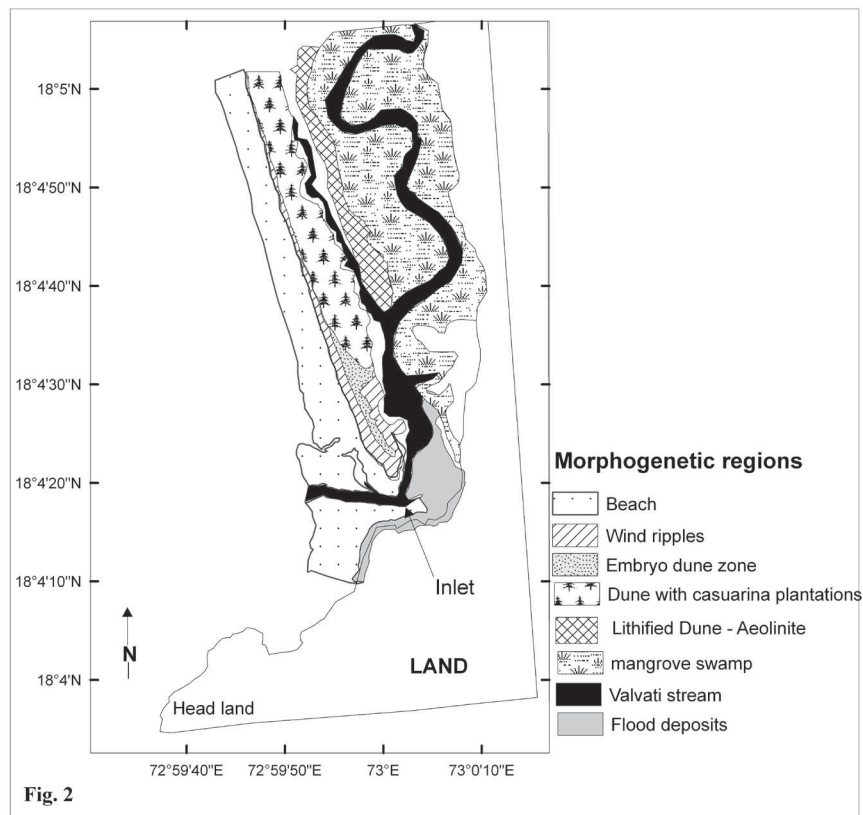 18°5'N
18°4'50"N
18°4'40"N
18°4'30"N
18°4'20"N
18°4'10"N
18°4'N
72°59'40"E
72°59'50"E
73°E
73°0'10"E
N
Head land
LAND
Inlet
Morphogenetic regions
Beach
Wind ripples
Embryo dune zone
Dune with casuarina plantations
Lithified Dune - Aeolinite
mangrove swamp
Valvati stream
Flood deposits
Fig. 2